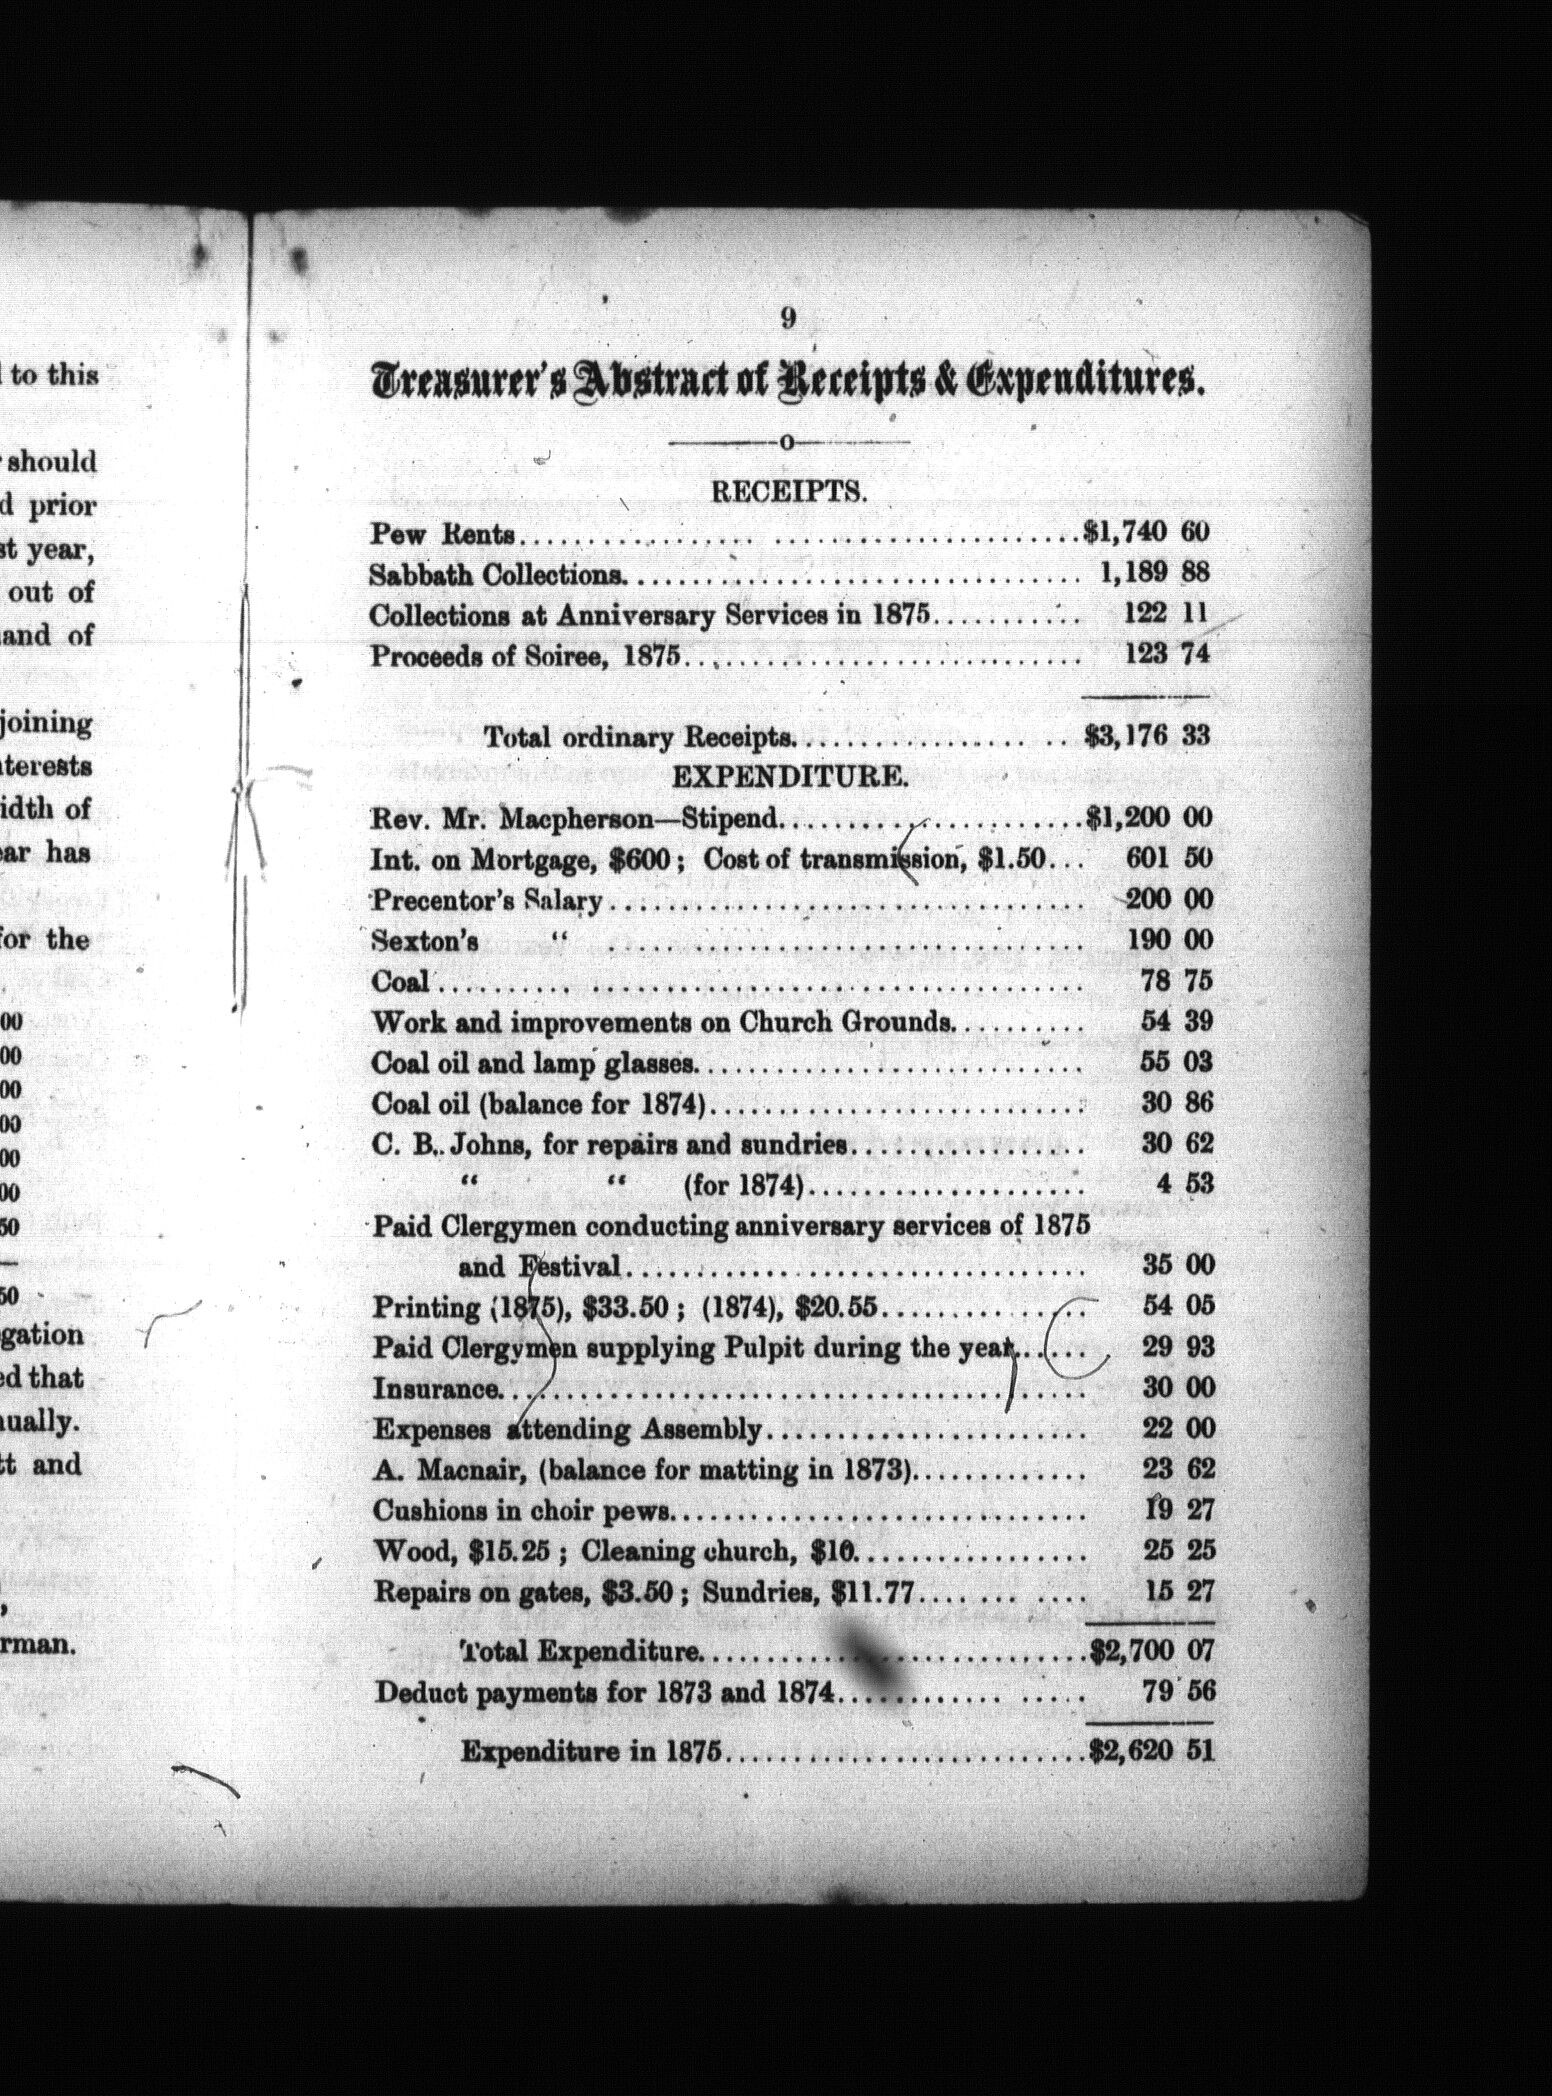 to this
should
prior
year,
out of
and of
joining
idth of
has
for the
00
00
00
00
00
00
50
50
gation
that
and
rman.
9
Treasurer's Abstract of Receipts & Expenditures.
RECEIPTS.
Pew Rents.................................$1,740 60
Sabbath Collections................................. 1,189 88
Collections at Anniversary Services in 1875........... 122 11
Proceeds of Soiree, 1875............................. 123 74
Total ordinary Receipts.................... $3,176 33
EXPENDITURE.
Rev. Mr. Macpherson—Stipend......................$1,200 00
Int. on Mortgage, $600; Cost of transmission, $1.50... 601 50
Precentor's Salary.................................. 200 00
Sexton's “ ................................. 190 00
Coal.............................................. 78 75
Work and improvements on Church Grounds.......... 54 39
Coal oil and lamp glasses............................ 55 03
Coal oil (balance for 1874)........................... 30 86
C. B. Johns, for repairs and sundries................. 30 62
“ “ (for 1874).................... 4 53
Paid Clergymen conducting anniversary services of 1875
and Festival................................. 35 00
Printing (1875), $33.50; (1874), $20.55............... 54 05
Paid Clergymen supplying Pulpit during the year...... 29 93
Insurance.......................................... 30 00
Expenses attending Assembly....................... 22 00
A. Macnair, (balance for matting in 1873)............. 23 62
Cushions in choir pews.............................. 19 27
Wood, $15.25; Cleaning church, $10................. 25 25
Repairs on gates, $3.50; Sundries, $11.77............ 15 27
Total Expenditure............................$2,700 07
Deduct payments for 1873 and 1874................. 79 56
Expenditure in 1875..........................$2,620 51